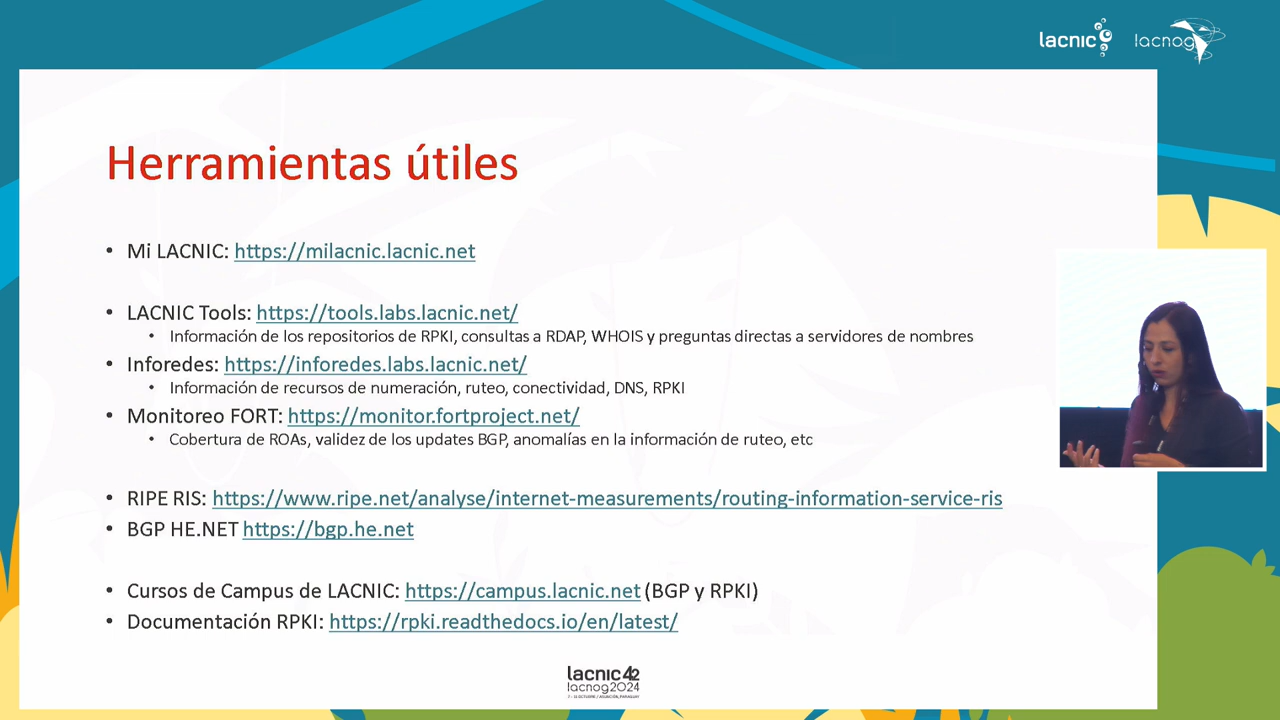 lacnic
lacnog
Herramientas útiles
• Mi LACNIC: https://milacnic.lacnic.net
• LACNIC Tools: https://tools.labs.lacnic.net/
• Información de los repositorios de RPKI, consultas a RDAP, WHOIS y preguntas directas a servidores de nombres
• Inforedes: https://inforedes.labs.lacnic.net/
• Información de recursos de numeración, ruteo, conectividad, DNS, RPKI
• Monitoreo FORT: https://monitor.fortproject.net/
• Cobertura de ROAs, validez de los updates BGP, anomalías en la información de ruteo, etc
• RIPE RIS: https://www.ripe.net/analyse/internet-measurements/routing-information-service-ris
• BGP HE.NET https://bgp.he.net
• Cursos de Campus de LACNIC: https://campus.lacnic.net (BGP y RPKI)
• Documentación RPKI: https://rpki.readthedocs.io/en/latest/
lacnic42
lacnog2024